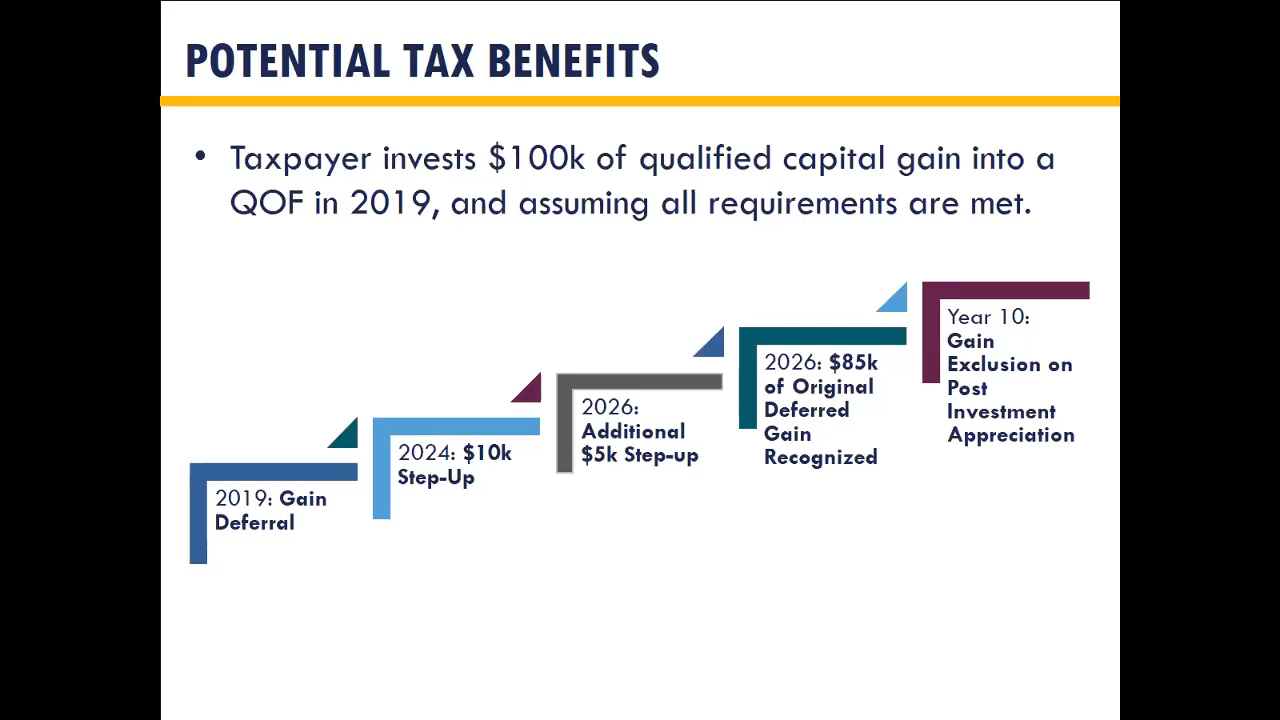 POTENTIAL TAX BENEFITS
• Taxpayer invests $100k of qualified capital gain into a
QOF in 2019, and assuming all requirements are met.
2019: Gain
Deferral
2024: $10k
Step-Up
2026:
Additional
$5k Step-up
2026: $85k
of Original
Deferred
Gain
Recognized
Year 10:
Gain
Exclusion on
Post
Investment
Appreciation